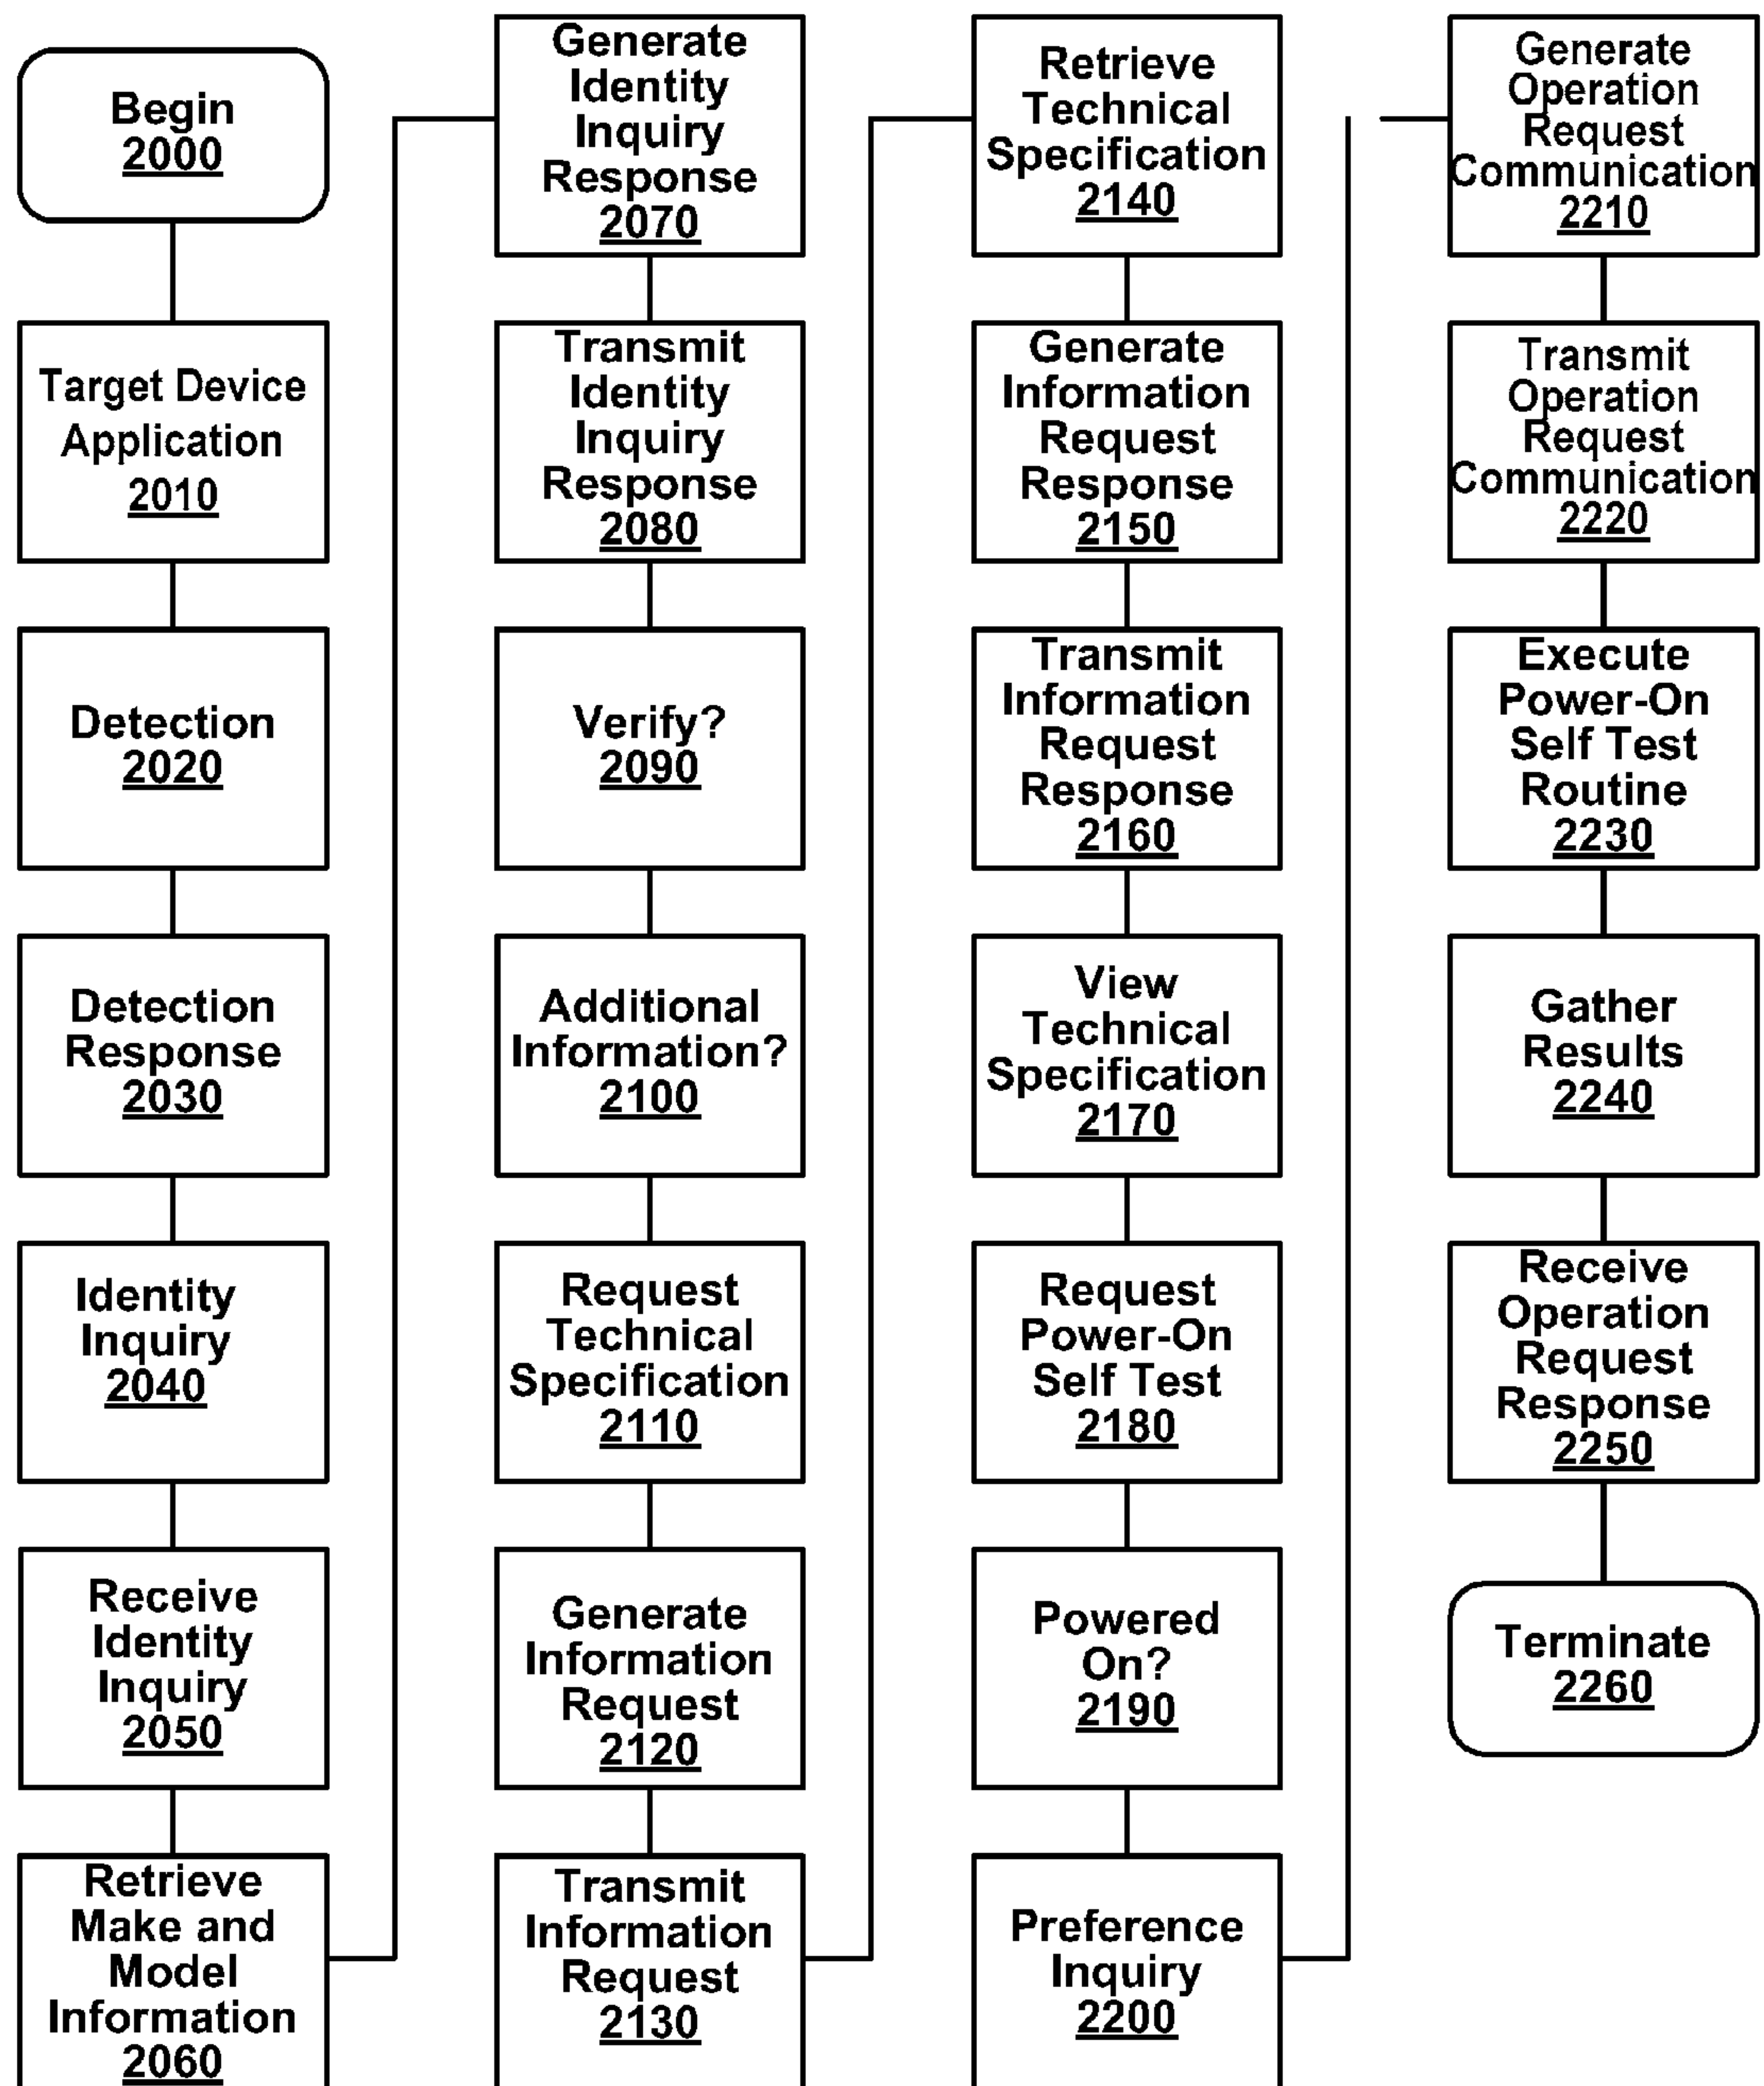 Begin
2000
Target Device
Application
2010
Detection
2020
Detection
Response
2030
Identity
Inquiry
2040
Receive
Identity
Inquiry
2050
Retrieve
Make and
Model
Information
2060
Generate
Identity
Inquiry
Response
2070
Transmit
Identity
Inquiry
Response
2080
Verify?
2090
Additional
Information?
2100
Request
Technical
Specification
2110
Generate
Information
Request
2120
Transmit
Information
Request
2130
Retrieve
Technical
Specification
2140
Generate
Information
Request
Response
2150
Transmit
Information
Request
Response
2160
View
Technical
Specification
2170
Request
Power-On
Self Test
2180
Powered
On?
2190
Preference
Inquiry
2200
Generate
Operation
Request
Communication
2210
Transmit
Operation
Request
Communication
2220
Execute
Power-On
Self Test
Routine
2230
Gather
Results
2240
Receive
Operation
Request
Response
2250
Terminate
2260